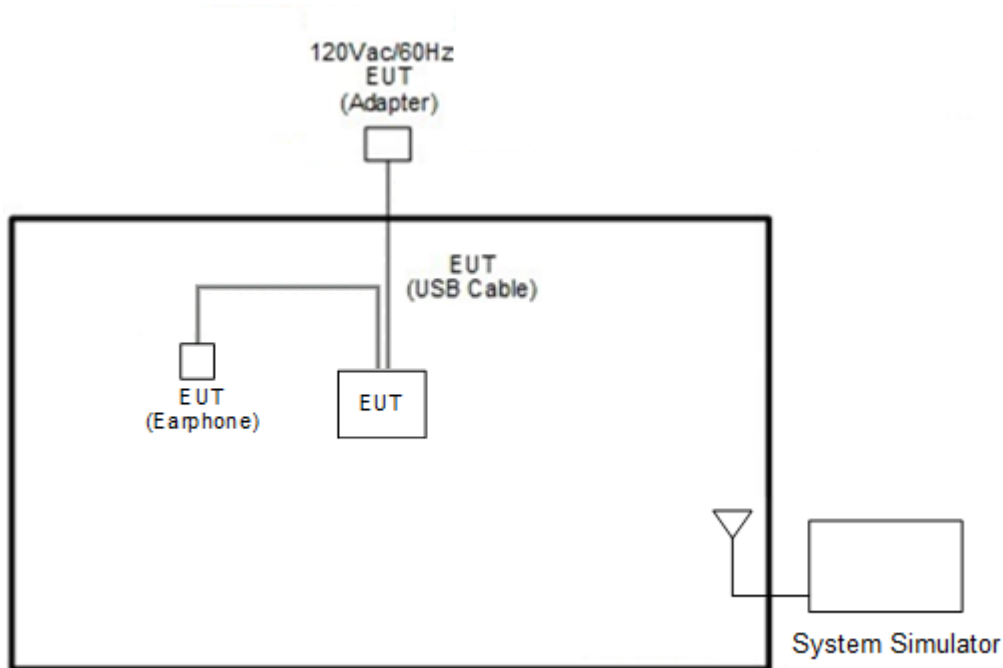 120Vac/60Hz
EUT
(Adapter)
EUT
(USB Cable)
EUT
(Earphone)
EUT
System Simulator